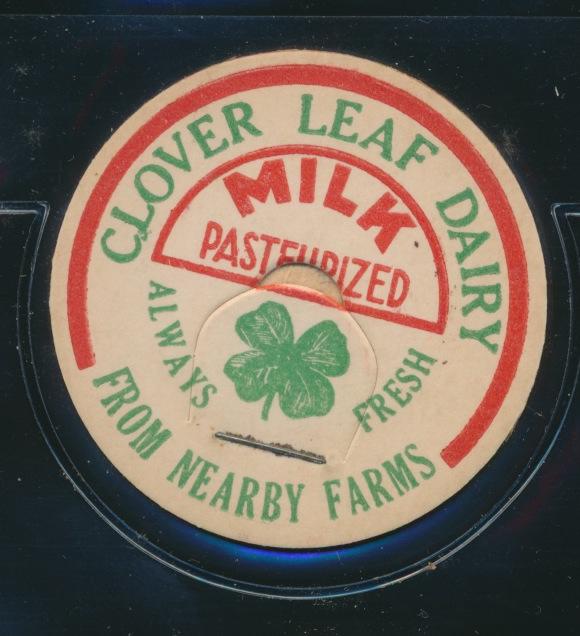 CLOVER LEAF DAIRY
MILK
PASTEURIZED
ALWAYS
FRESH
FROM NEARBY FARMS